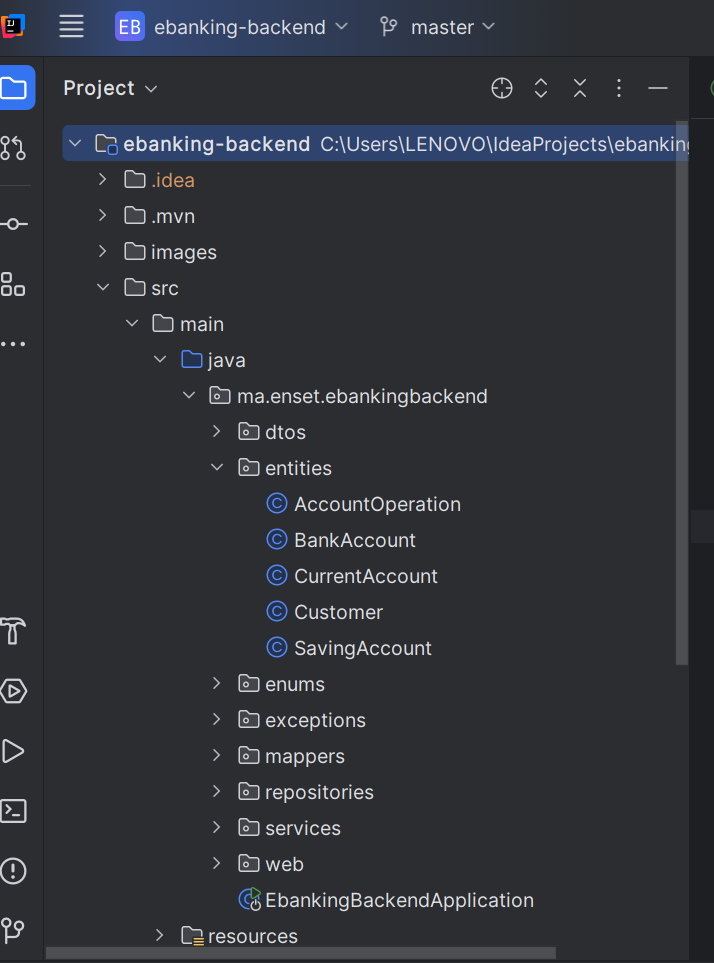 EB ebanking-backend master
Project
ebanking-backend C:\Users\LENOVO\IdeaProjects\ebanking
.idea
.mvn
images
src
main
java
ma.enset.ebankingbackend
dtos
entities
AccountOperation
BankAccount
CurrentAccount
Customer
SavingAccount
enums
exceptions
mappers
repositories
services
web
EbankingBackendApplication
resources